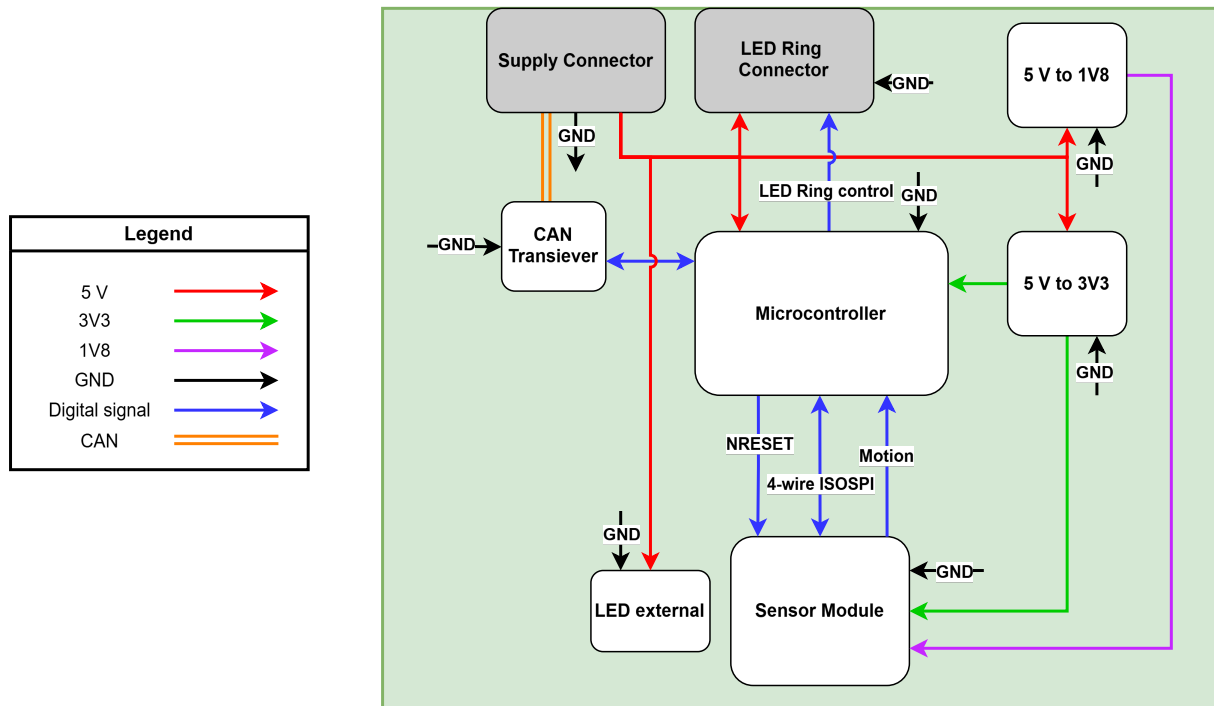 Supply Connector
LED Ring
Connector
5 V to 1V8
GND
GND
GND
LED Ring control
GND
CAN
Transiever
GND
Legend
5 V
3V3
1V8
GND
Digital signal
CAN
Microcontroller
5 V to 3V3
GND
NRESET
Motion
4-wire ISOSPI
GND
GND
LED external
Sensor Module